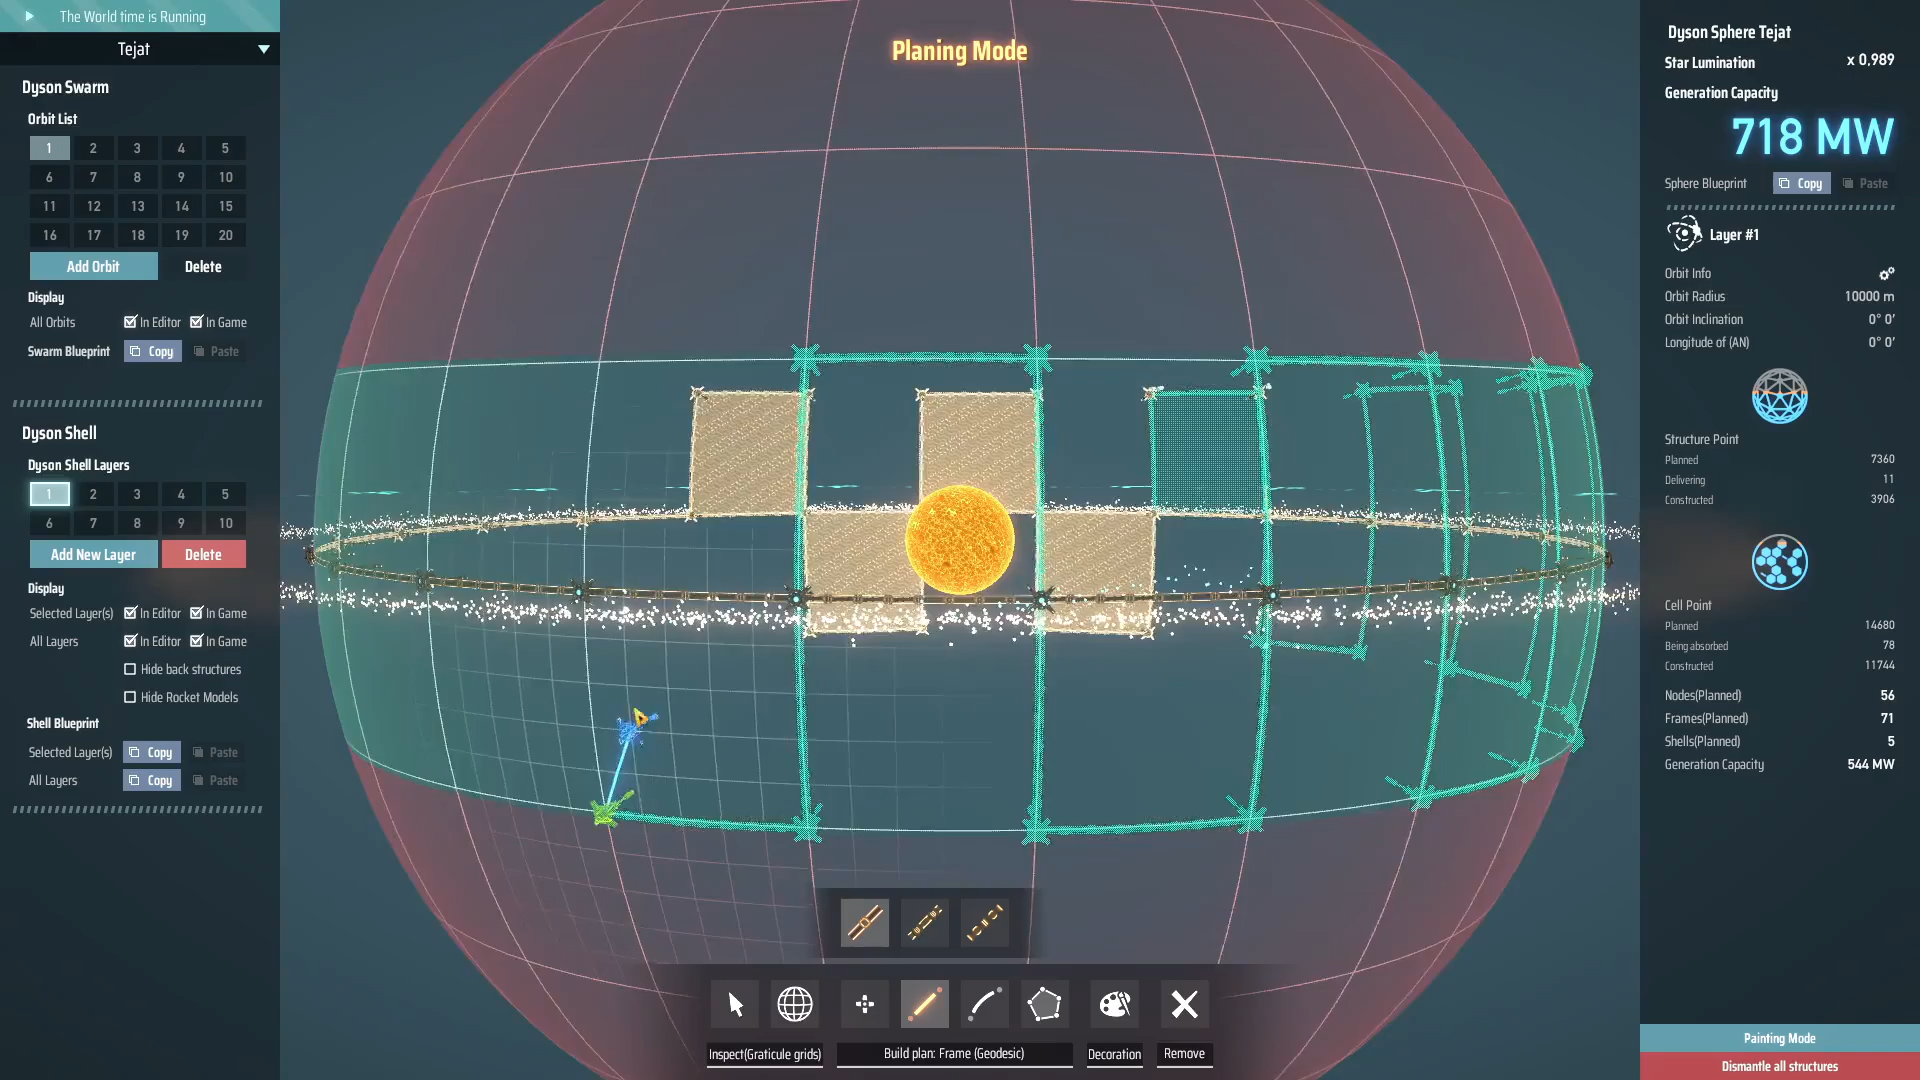 The World time is Running
Tejat
Dyson Swarm
Orbit List
1 2 3 4 5
6 7 8 9 10
11 12 13 14 15
16 17 18 19 20
Add Orbit Delete
Display
All Orbits In Editor In Game
Swarm Blueprint Copy Paste
Dyson Shell
Dyson Shell Layers
1 2 3 4 5
6 7 8 9 10
Add New Layer Delete
Display
Selected Layer(s) In Editor In Game
All Layers In Editor In Game
Hide back structures
Hide Rocket Models
Shell Blueprint
Selected Layer(s) Copy Paste
All Layers Copy Paste
Planing Mode
Inspect(Graticule grids) Build plan: Frame (Geodesic) Decoration Remove
Dyson Sphere Tejat
Star Lumination x 0,989
Generation Capacity
718 MW
Sphere Blueprint Copy Paste
Layer #1
Orbit Info
Orbit Radius 10000 m
Orbit Inclination 0° 0′
Longitude of (AN) 0° 0′
Structure Point
Planned 7360
Delivering 11
Constructed 3906
Cell Point
Planned 14680
Being absorbed 78
Constructed 11744
Nodes(Planned) 56
Frames(Planned) 71
Shells(Planned) 5
Generation Capacity 544 MW
Painting Mode
Dismantle all structures